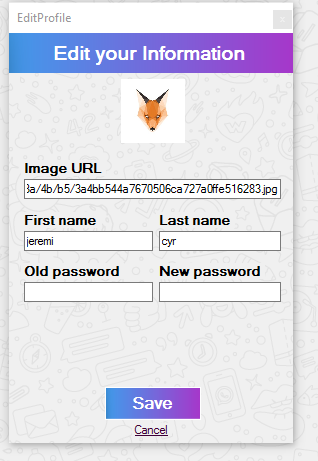 EditProfile
Edit your Information
Image URL
3a/4b/b5/3a4bb544a7670506ca727a0ffe516283.jpg
First name Last name
jeremi cyr
Old password New password
Save
Cancel